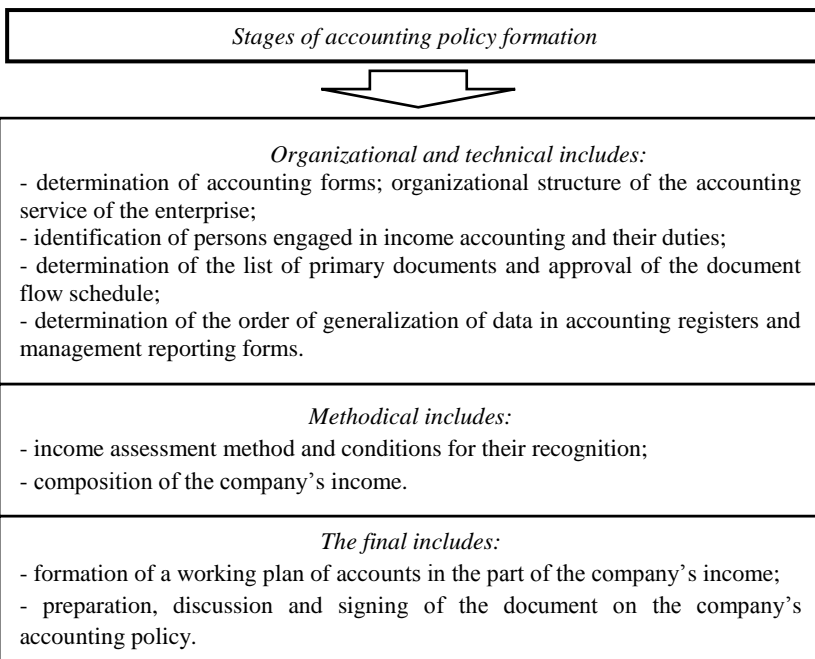 Stages of accounting policy formation
Organizational and technical includes:
- determination of accounting forms; organizational structure of the accounting
service of the enterprise;
- identification of persons engaged in income accounting and their duties;
- determination of the list of primary documents and approval of the document
flow schedule;
- determination of the order of generalization of data in accounting registers and
management reporting forms.
Methodical includes:
- income assessment method and conditions for their recognition;
- composition of the company’s income.
The final includes:
- formation of a working plan of accounts in the part of the company’s income;
- preparation, discussion and signing of the document on the company’s
accounting policy.